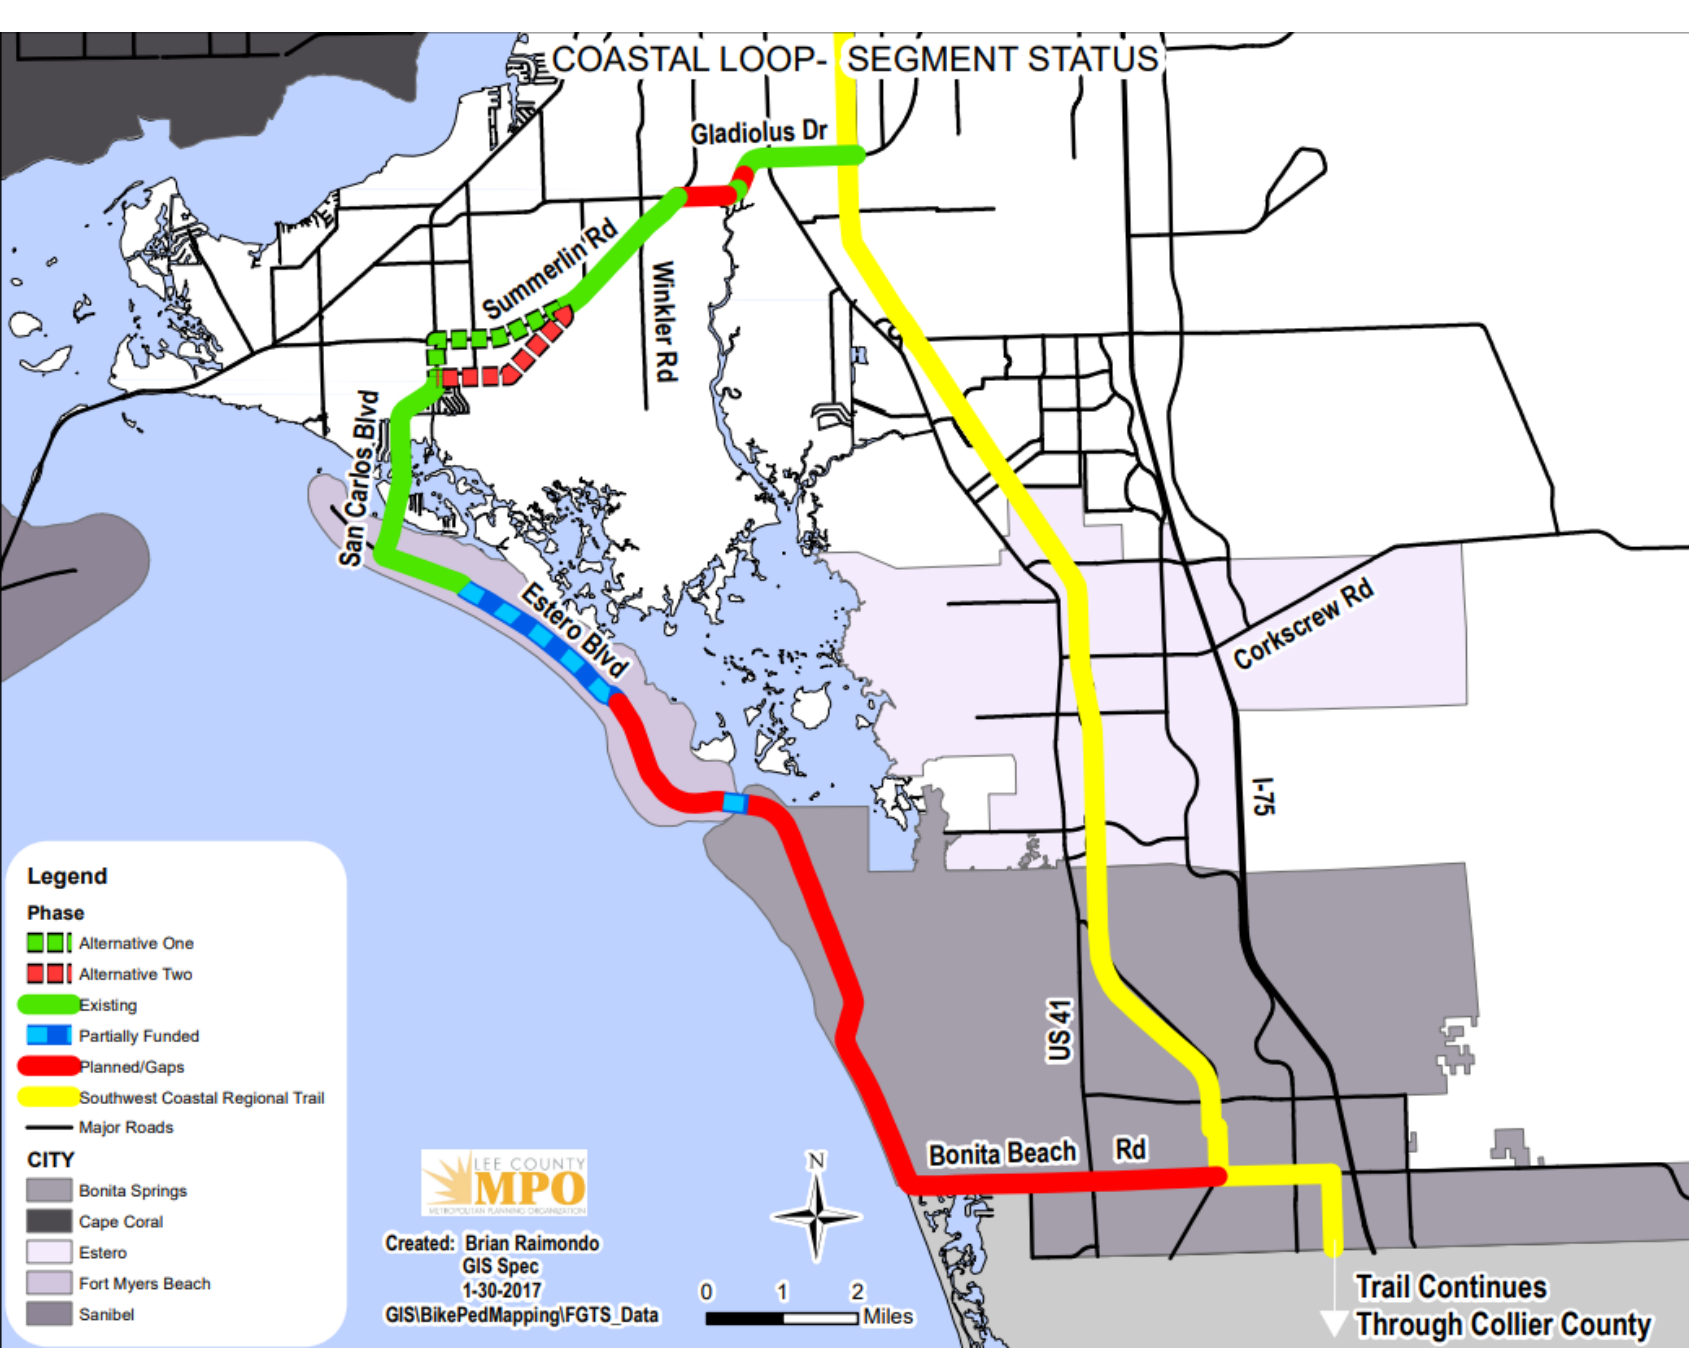 COASTAL LOOP- SEGMENT STATUS
Gladiolus Dr
Summerlin Rd
Winkler Rd
San Carlos Blvd
Estero Blvd
Corkscrew Rd
I-75
US 41
Bonita Beach Rd
Legend
Phase
Alternative One
Alternative Two
Existing
Partially Funded
Planned/Gaps
Southwest Coastal Regional Trail
Major Roads
CITY
Bonita Springs
Cape Coral
Estero
Fort Myers Beach
Sanibel
LEE COUNTY
MPO
METROPOLITAN PLANNING ORGANIZATION
Created: Brian Raimondo
GIS Spec
1-30-2017
GIS\BikePedMapping\FGTS_Data
N
0 1 2
Miles
Trail Continues
Through Collier County